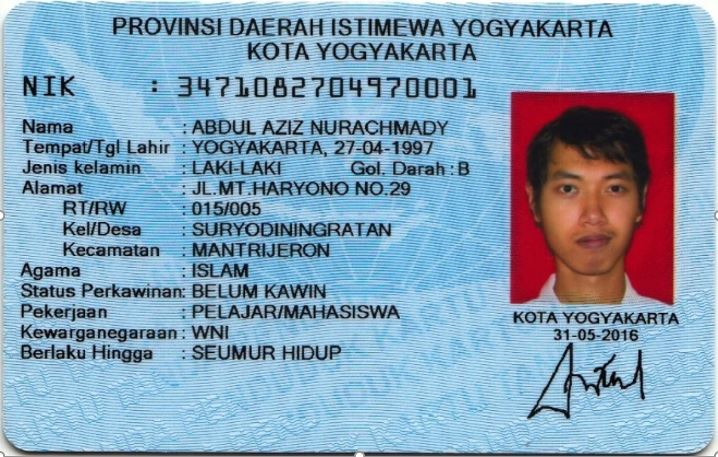 PROVINSI DAERAH ISTIMEWA YOGYAKARTA
KOTA YOGYAKARTA
NIK : 3471082704970001
Nama : ABDUL AZIZ NURACHMADY
Tempat/Tgl Lahir : YOGYAKARTA, 27-04-1997
Jenis kelamin : LAKI-LAKI Gol. Darah : B
Alamat : JL.MT.HARYONO NO.29
RT/RW : 015/005
Kel/Desa : SURYODININGRATAN
Kecamatan : MANTRIJERON
Agama : ISLAM
Status Perkawinan: BELUM KAWIN
Pekerjaan : PELAJAR/MAHASISWA
Kewarganegaraan : WNI
Berlaku Hingga : SEUMUR HIDUP
KOTA YOGYAKARTA
31-05-2016